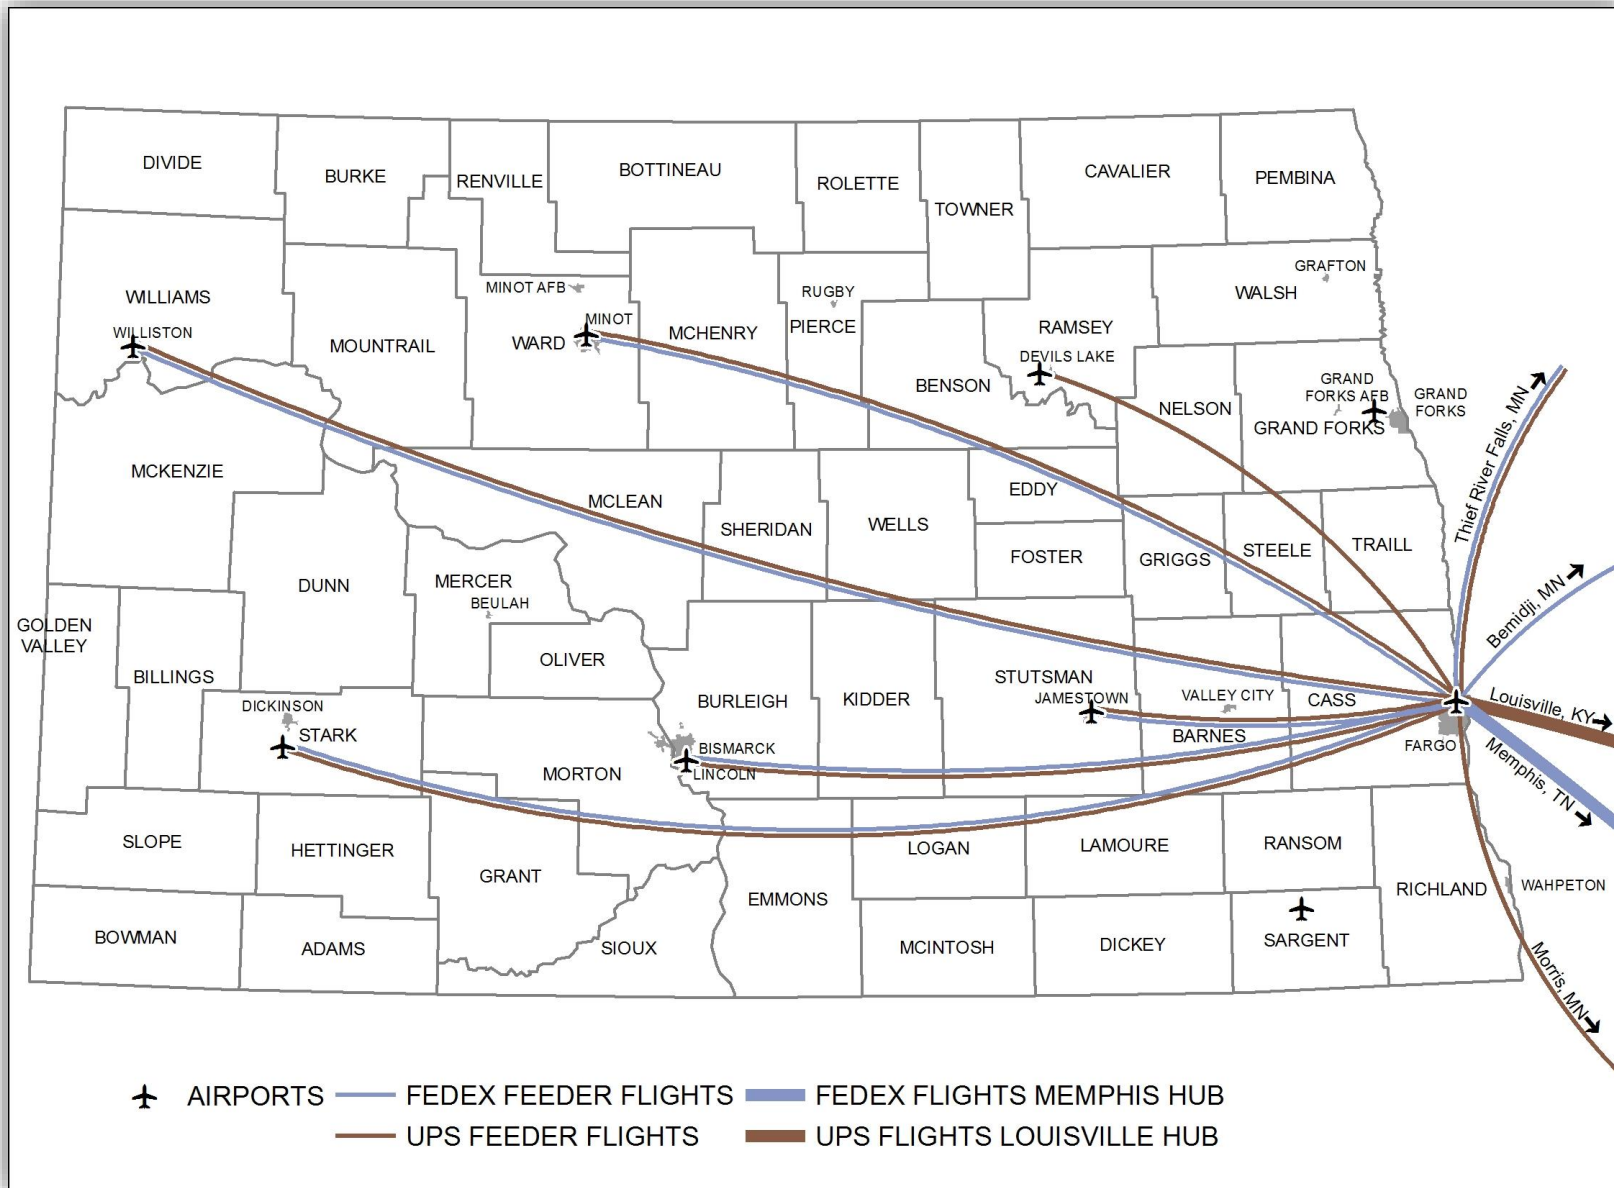 DIVIDE
BURKE
RENVILLE
BOTTINEAU
ROLETTE
TOWNER
CAVALIER
PEMBINA
WILLIAMS
WILLISTON
MOUNTRAIL
MINOT AFB
MINOT
WARD
MCHENRY
RUGBY
PIERCE
BENSON
RAMSEY
DEVILS LAKE
GRAFTON
WALSH
NELSON
GRAND
FORKS AFB
GRAND FORKS
GRAND
FORKS
MCKENZIE
MCLEAN
SHERIDAN
WELLS
EDDY
FOSTER
GRIGGS
STEELE
TRAILL
DUNN
MERCER
BEULAH
OLIVER
GOLDEN
VALLEY
BILLINGS
DICKINSON
STARK
MORTON
BURLEIGH
BISMARCK
LINCOLN
KIDDER
STUTSMAN
JAMESTOWN
VALLEY CITY
BARNES
CASS
FARGO
Thief River Falls, MN
Bemidji, MN
Louisville, KY
Memphis, TN
Morris, MN
SLOPE
HETTINGER
GRANT
EMMONS
LOGAN
LAMOURE
RANSOM
RICHLAND
WAHPETON
BOWMAN
ADAMS
SIOUX
MCINTOSH
DICKEY
SARGENT
AIRPORTS
FEDEX FEEDER FLIGHTS
FEDEX FLIGHTS MEMPHIS HUB
UPS FEEDER FLIGHTS
UPS FLIGHTS LOUISVILLE HUB